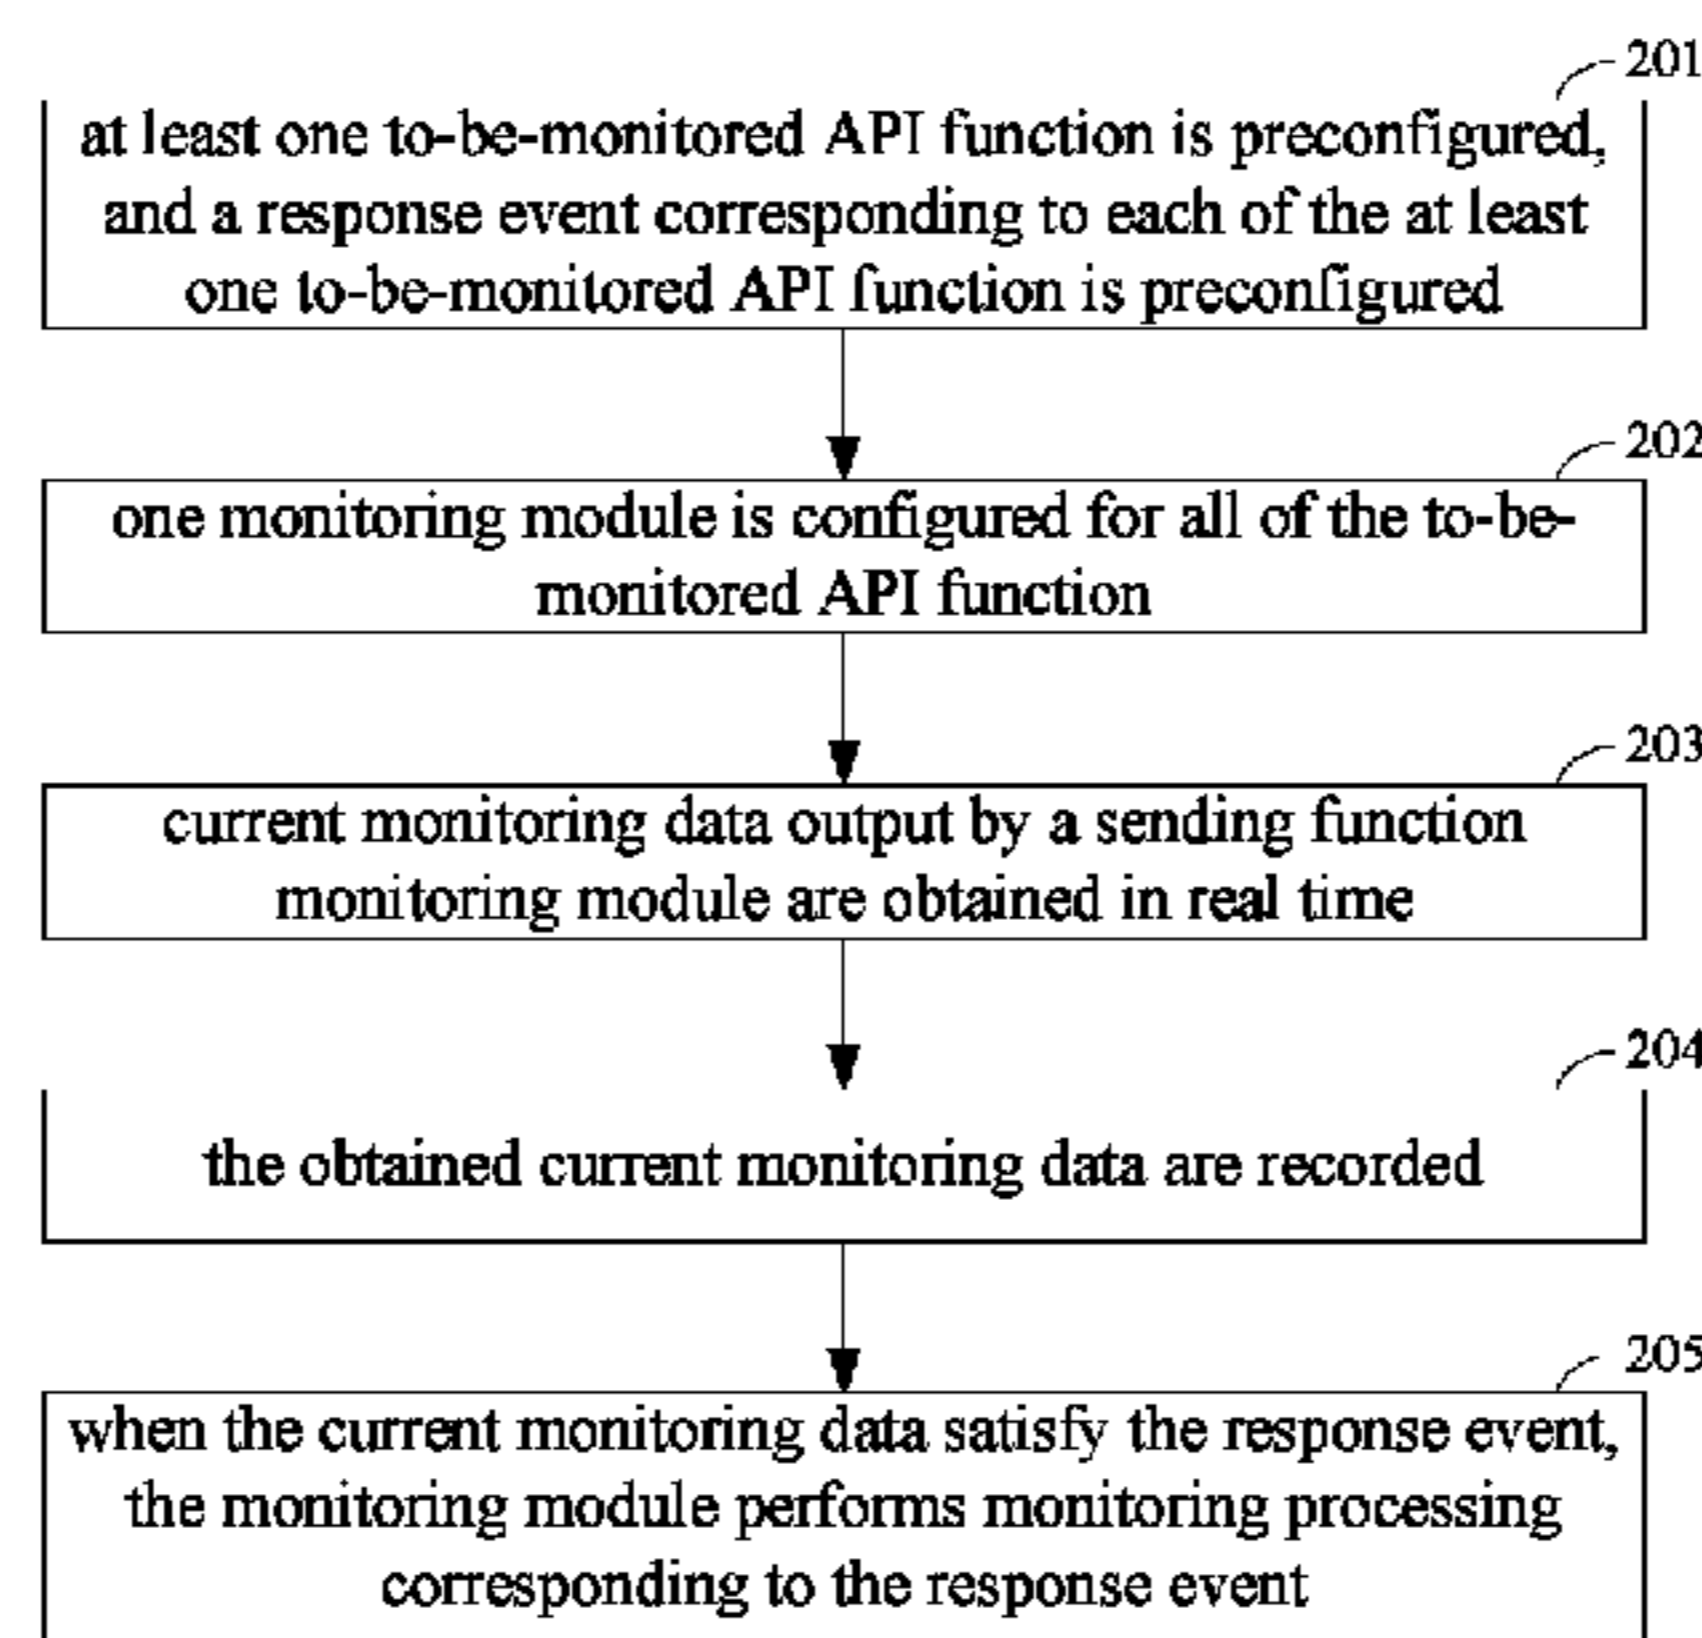 201
at least one to-be-monitored API function is preconfigured,
and a response event corresponding to each of the at least
one to-be-monitored API function is preconfigured
202
one monitoring module is configured for all of the to-be-
monitored API function
203
current monitoring data output by a sending function
monitoring module are obtained in real time
204
the obtained current monitoring data are recorded
205
when the current monitoring data satisfy the response event,
the monitoring module performs monitoring processing
corresponding to the response event